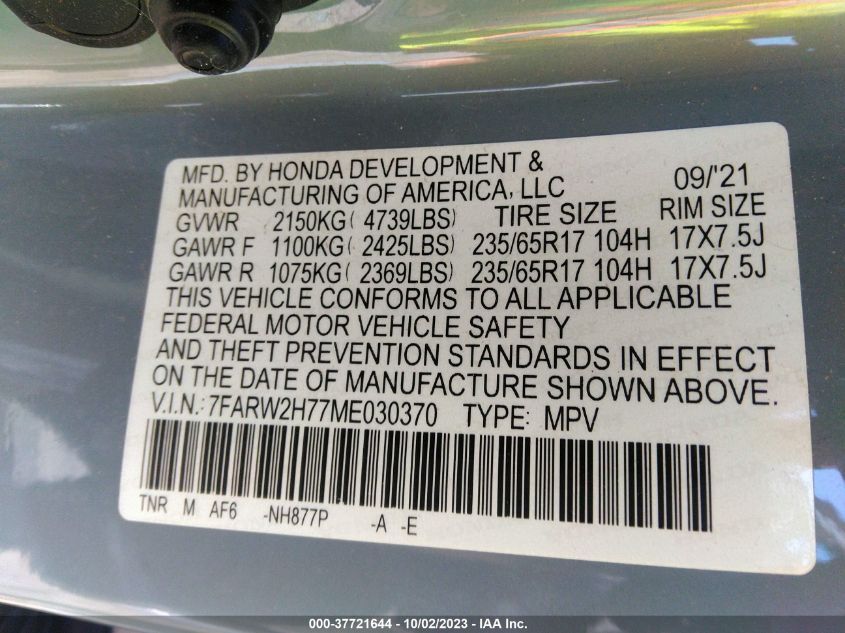 MFD. BY HONDA DEVELOPMENT &
MANUFACTURING OF AMERICA, LLC 09/'21
GVWR 2150KG( 4739LBS) TIRE SIZE RIM SIZE
GAWR F 1100KG( 2425LBS) 235/65R17 104H 17X7.5J
GAWR R 1075KG( 2369LBS) 235/65R17 104H 17X7.5J
THIS VEHICLE CONFORMS TO ALL APPLICABLE
FEDERAL MOTOR VEHICLE SAFETY
AND THEFT PREVENTION STANDARDS IN EFFECT
ON THE DATE OF MANUFACTURE SHOWN ABOVE.
V.I.N.: 7FARW2H77ME030370 TYPE: MPV
TNR M AF6 -NH877P -A -E
000-37721644 - 10/02/2023 - IAA Inc.